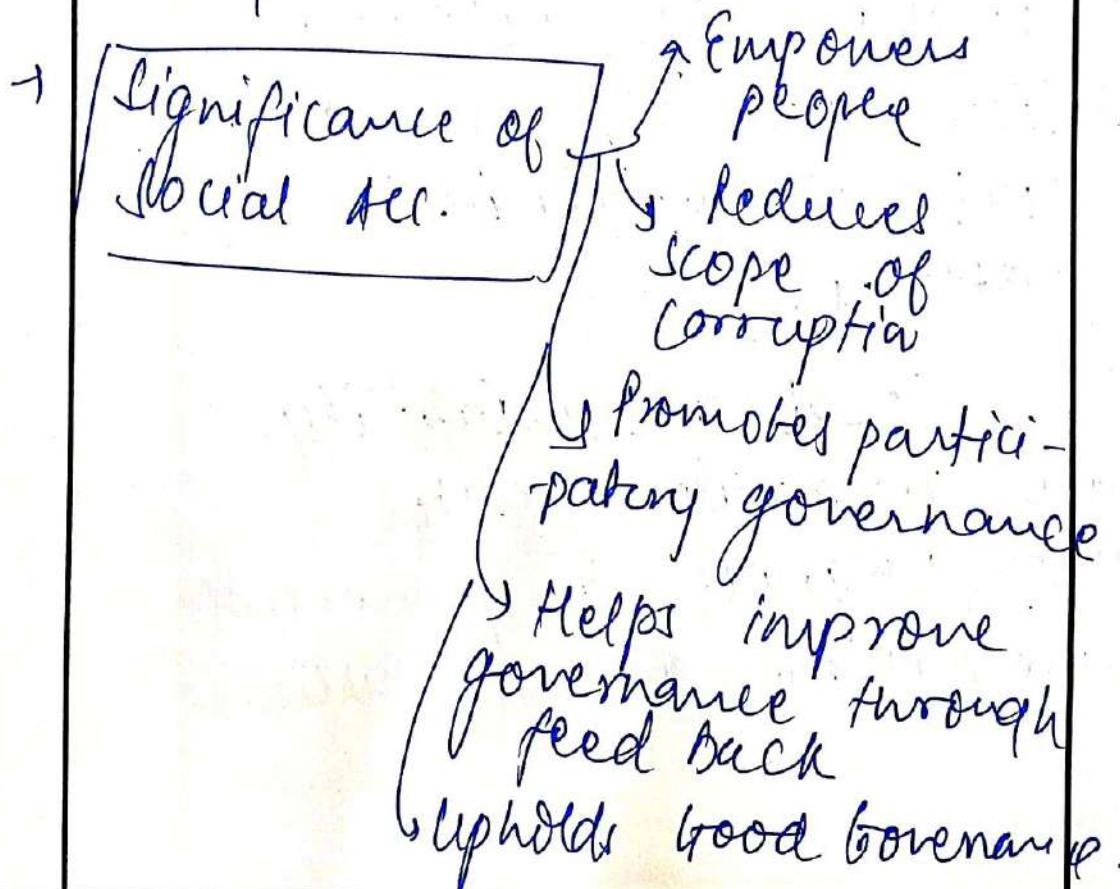 Significance of
Social Acc.
Empowers
people
Reduces
scope of
corruptio
Promotes partici-
-patory governance
Helps improve
governance through
feed Back
Upholds Good Governance.